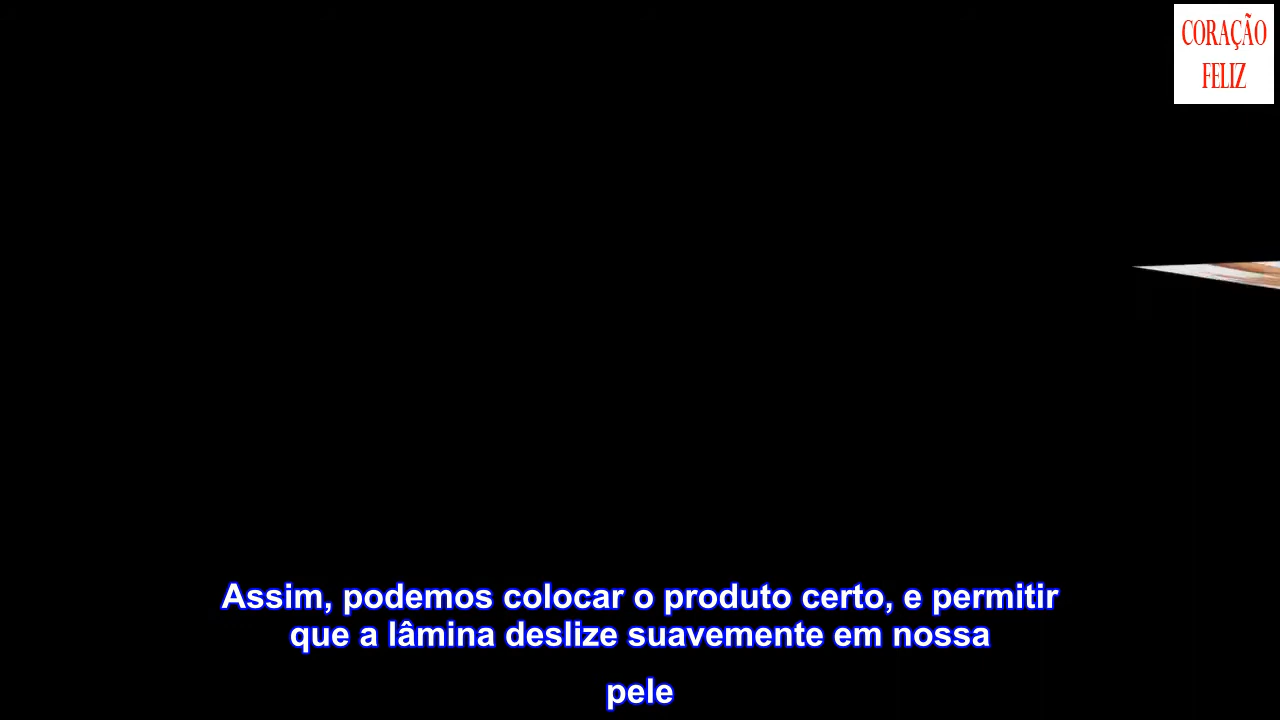 CORAÇÃO
FELIZ
Assim, podemos colocar o produto certo, e permitir
que a lâmina deslize suavemente em nossa
pele